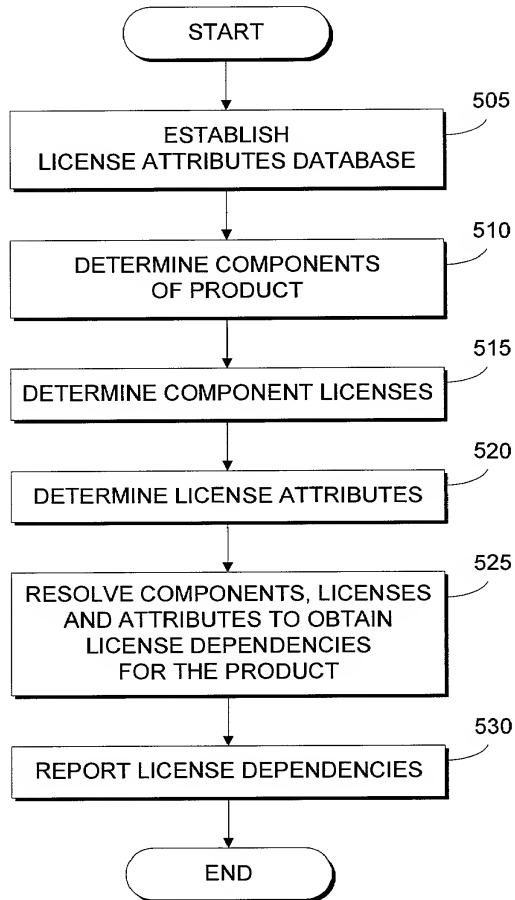 START
505
ESTABLISH
LICENSE ATTRIBUTES DATABASE
510
DETERMINE COMPONENTS
OF PRODUCT
515
DETERMINE COMPONENT LICENSES
520
DETERMINE LICENSE ATTRIBUTES
525
RESOLVE COMPONENTS, LICENSES
AND ATTRIBUTES TO OBTAIN
LICENSE DEPENDENCIES
FOR THE PRODUCT
530
REPORT LICENSE DEPENDENCIES
END